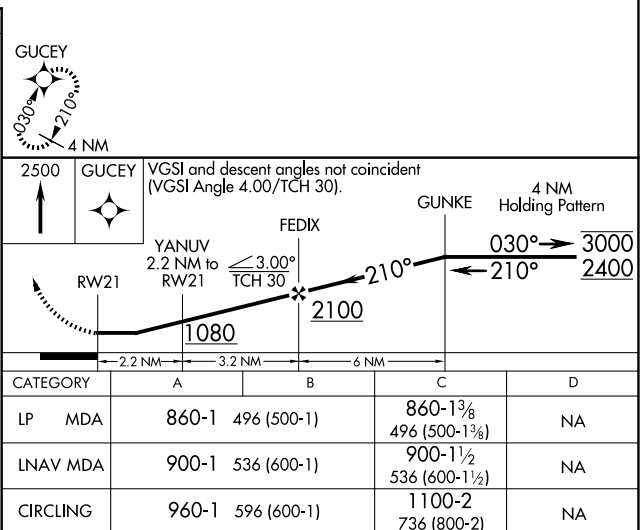 GUCEY
030°
210°
4 NM
2500
GUCEY
VGSI and descent angles not coincident
(VGSI Angle 4.00/TCH 30).
GUNKE
4 NM
Holding Pattern
FEDIX
YANUV
2.2 NM to
RW21
3.00°
TCH 30
RW21
210°
030°
3000
210°
2400
2100
1080
2.2 NM
3.2 NM
6 NM
CATEGORY A B C D
LP MDA 860-1 496 (500-1) 860-1⅜ 496 (500-1⅜) NA
LNAV MDA 900-1 536 (600-1) 900-1½ 536 (600-1½) NA
CIRCLING 960-1 596 (600-1) 1100-2 736 (800-2) NA